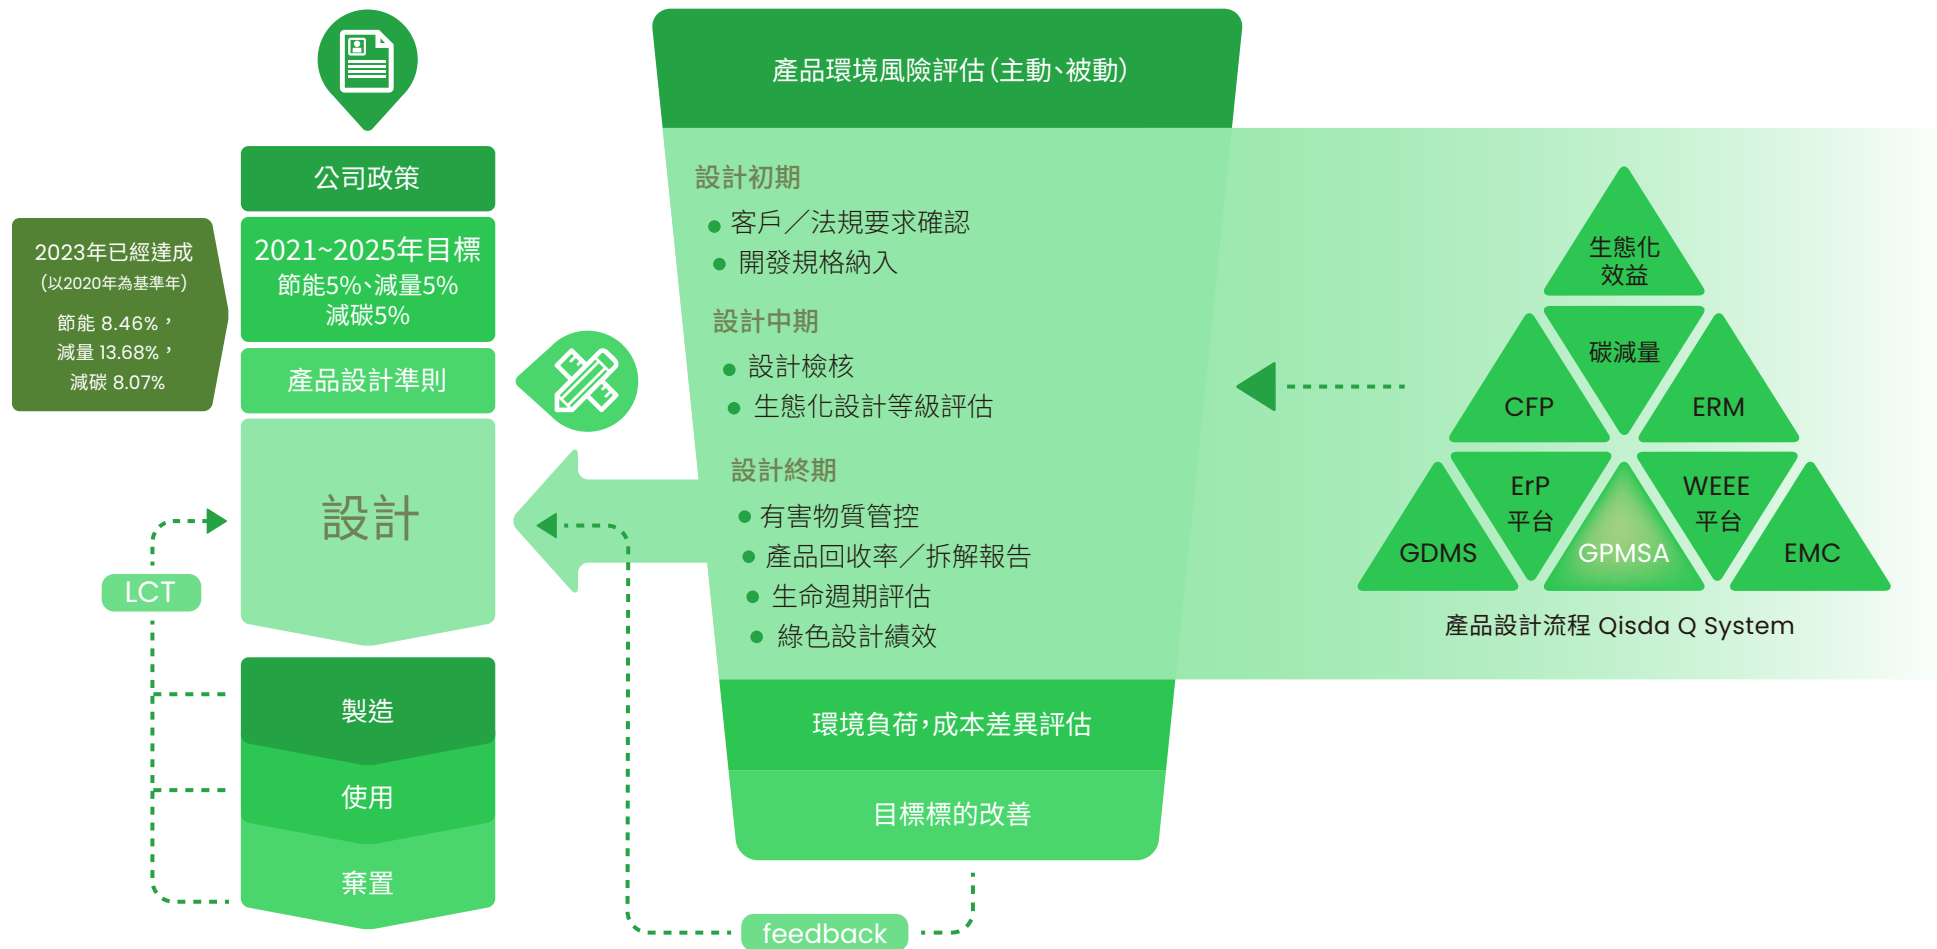 公司政策
2021~2025年目標
節能5%、減量5%
減碳5%
產品設計準則
2023年已經達成
(以2020年為基準年)
節能 8.46%，
減量 13.68%，
減碳 8.07%
設計
LCT
製造
使用
棄置
產品環境風險評估(主動、被動)
設計初期
客戶／法規要求確認
開發規格納入
設計中期
設計檢核
生態化設計等級評估
設計終期
有害物質管控
產品回收率／拆解報告
生命週期評估
綠色設計績效
環境負荷，成本差異評估
目標標的改善
feedback
生態化
效益
碳減量
CFP
ERM
ErP
平台
WEEE
平台
GDMS
GPMSA
EMC
產品設計流程 Qisda Q System